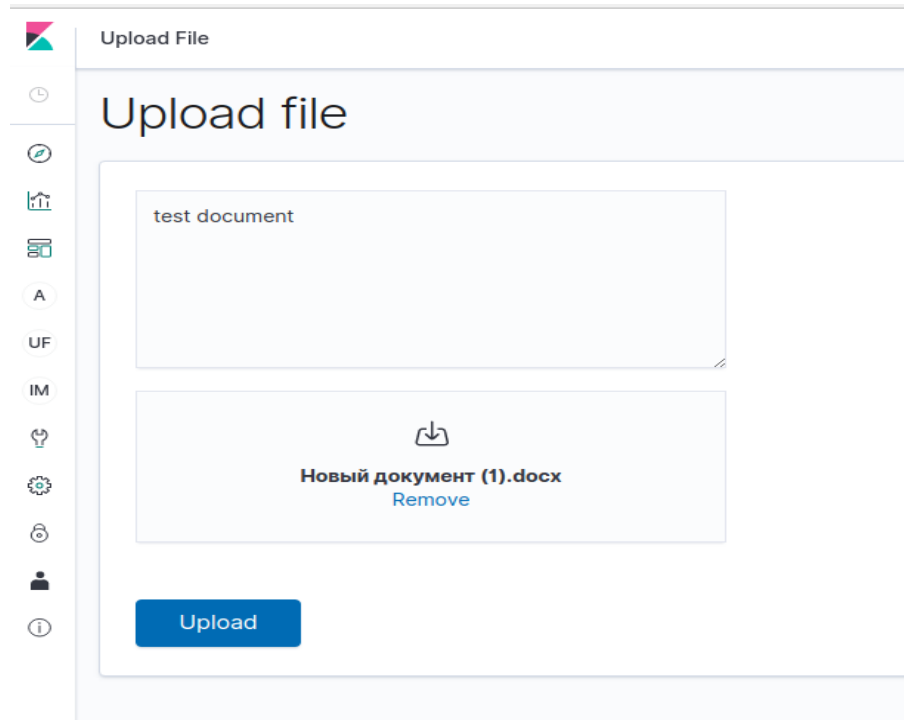 Upload File
Upload file
test document
A
UF
IM
Новый документ (1).docx
Remove
Upload